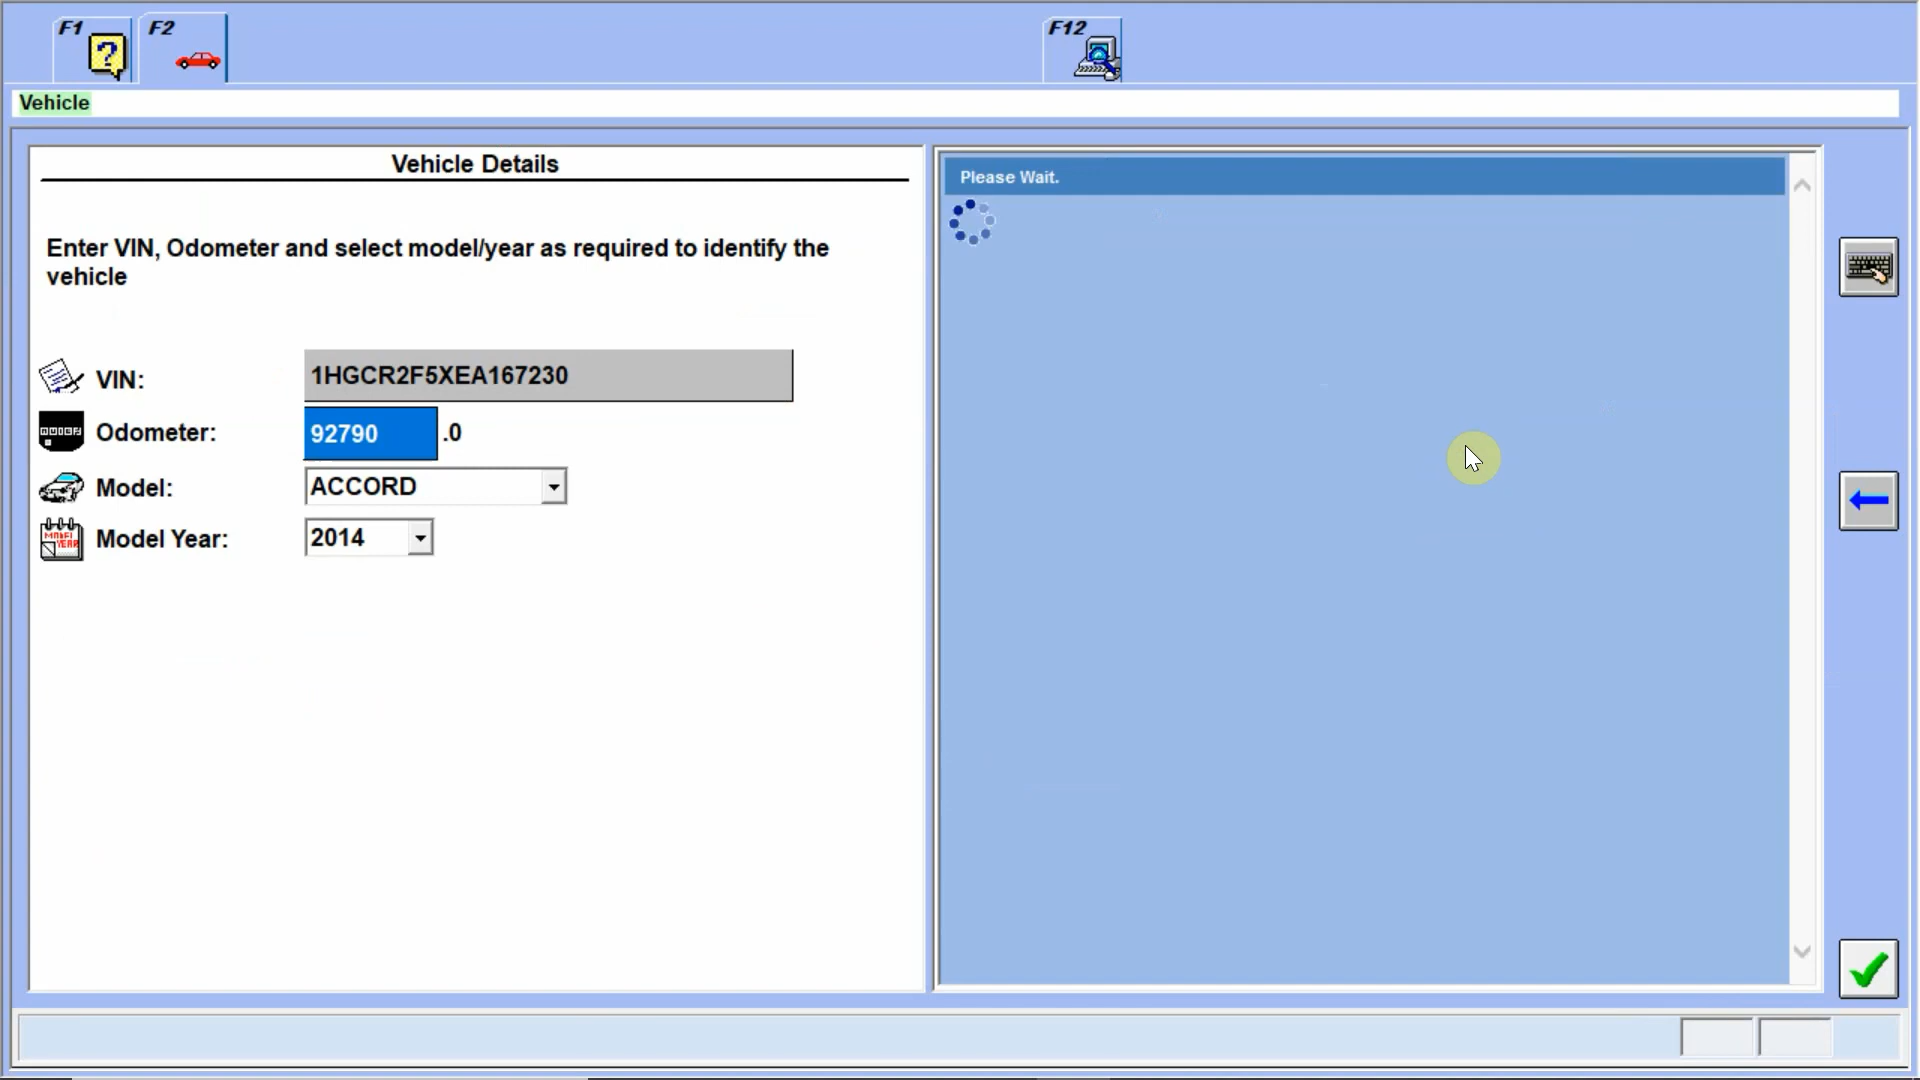 F1
F2
F12
Vehicle
Vehicle Details
Enter VIN, Odometer and select model/year as required to identify the
vehicle
VIN: 1HGCR2F5XEA167230
Odometer: 92790 .0
Model: ACCORD
Model Year: 2014
Please Wait.